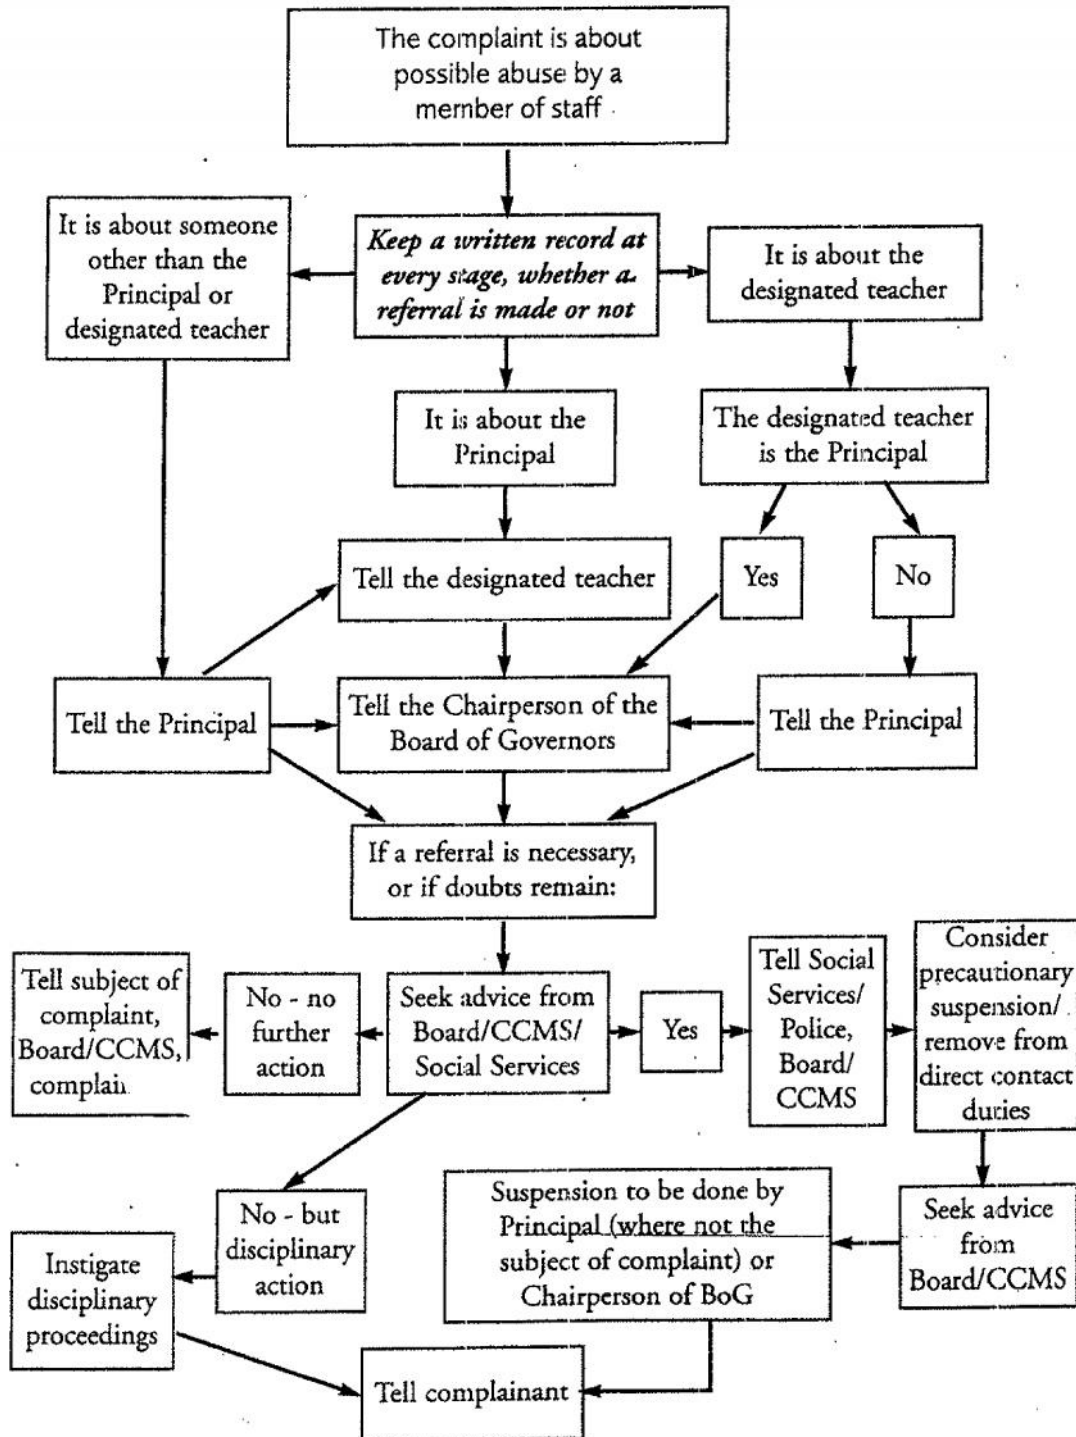 The complaint is about
possible abuse by a
member of staff
It is about someone
other than the
Principal or
designated teacher
Keep a written record at
every stage, whether a
referral is made or not
It is about the
designated teacher
It is about the
Principal
The designated teacher
is the Principal
Tell the designated teacher
Yes
No
Tell the Principal
Tell the Chairperson of the
Board of Governors
Tell the Principal
If a referral is necessary,
or if doubts remain:
Tell subject of
complaint,
Board/CCMS,
complain
No - no
further
action
Seek advice from
Board/CCMS/
Social Services
Yes
Tell Social
Services/
Police,
Board/
CCMS
Consider
precautionary
suspension/
remove from
direct contact
duties
Instigate
disciplinary
proceedings
No - but
disciplinary
action
Suspension to be done by
Principal (where not the
subject of complaint) or
Chairperson of BoG
Seek advice
from
Board/CCMS
Tell complainant